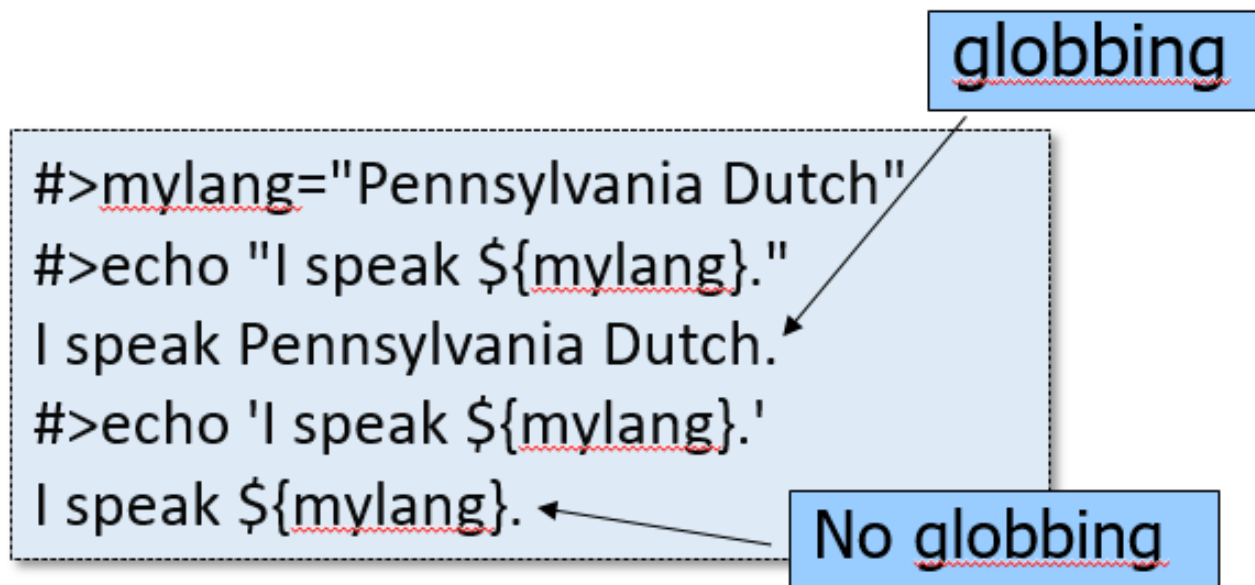 globbing
#>mylang="Pennsylvania Dutch"
#>echo "I speak ${mylang}."
I speak Pennsylvania Dutch.
#>echo 'I speak ${mylang}.'
I speak ${mylang}.
No globbing